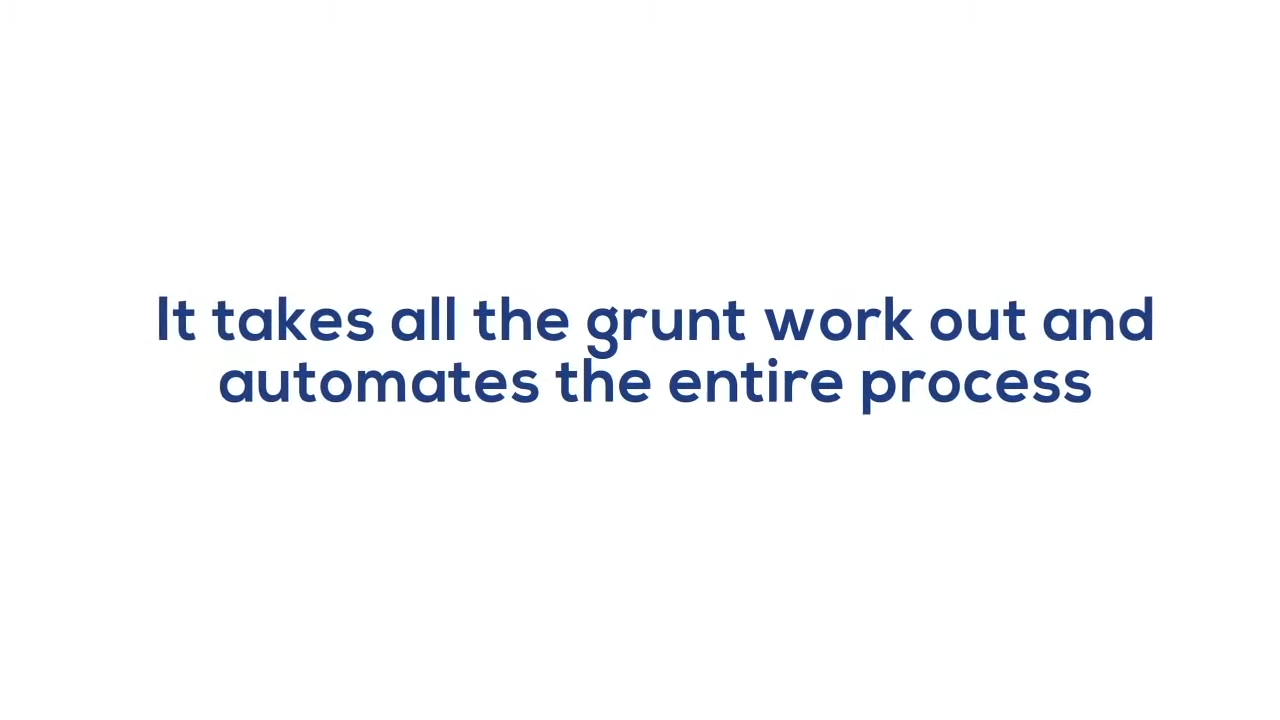 It takes all the grunt work out and
automates the entire process